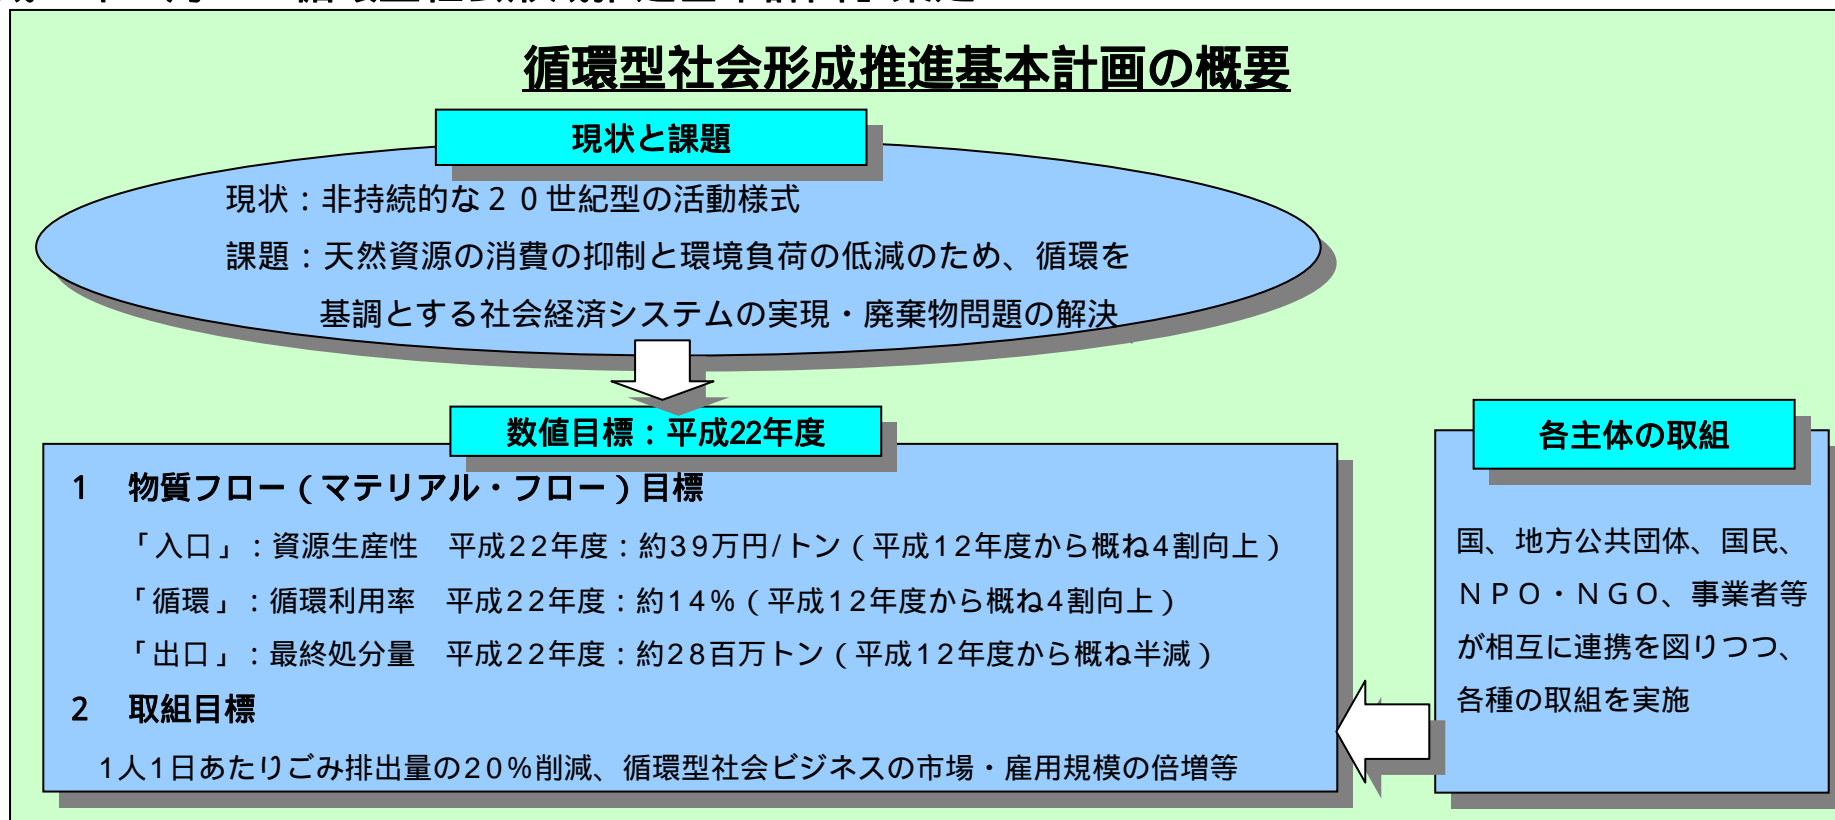 循環型社会形成推進基本計画の概要
現状と課題
現状：非持続的な２０世紀型の活動様式
課題：天然資源の消費の抑制と環境負荷の低減のため、循環を
基調とする社会経済システムの実現・廃棄物問題の解決
数値目標：平成22年度
1　物質フロー（マテリアル・フロー）目標
「入口」：資源生産性　平成22年度：約39万円/トン（平成12年度から概ね4割向上）
「循環」：循環利用率　平成22年度：約14%（平成12年度から概ね4割向上）
「出口」：最終処分量　平成22年度：約28百万トン（平成12年度から概ね半減）
2　取組目標
1人1日あたりごみ排出量の20%削減、循環型社会ビジネスの市場・雇用規模の倍増等
各主体の取組
国、地方公共団体、国民、
ＮＰＯ・ＮＧＯ、事業者等
が相互に連携を図りつつ、
各種の取組を実施